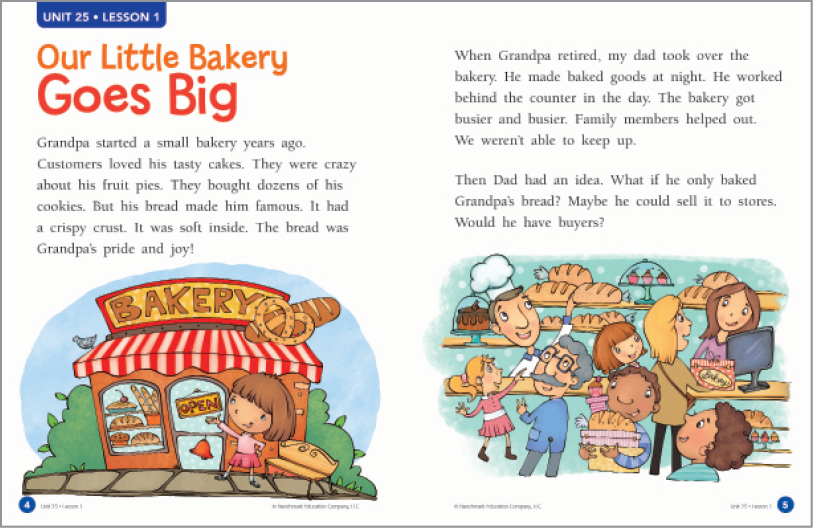 UNIT 25 • LESSON 1
Our Little Bakery
Goes Big
Grandpa started a small bakery years ago.
Customers loved his tasty cakes. They were crazy
about his fruit pies. They bought dozens of his
cookies. But his bread made him famous. It had
a crispy crust. It was soft inside. The bread was
Grandpa's pride and joy!
BAKERY
OPEN
4
Unit 25 • Lesson 1
© Benchmark Education Company, LLC
When Grandpa retired, my dad took over the
bakery. He made baked goods at night. He worked
behind the counter in the day. The bakery got
busier and busier. Family members helped out.
We weren't able to keep up.
Then Dad had an idea. What if he only baked
Grandpa's bread? Maybe he could sell it to stores.
Would he have buyers?
© Benchmark Education Company, LLC
Unit 25 • Lesson 1
5